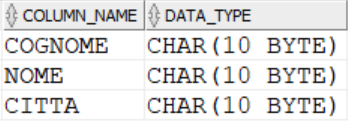 COLUMN_NAME DATA_TYPE
COGNOME CHAR(10 BYTE)
NOME CHAR(10 BYTE)
CITTA CHAR(10 BYTE)